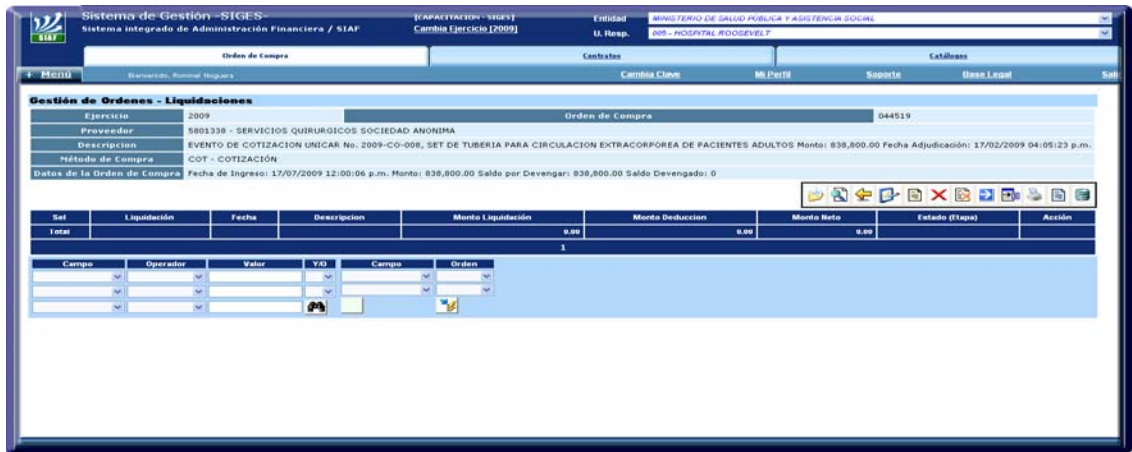 Sistema de Gestión -SIGES-
Sistema integrado de Administración Financiera / SIAF
[CAPACITACION - SIGES]
Cambia Ejercicio [2009]
Entidad MINISTERIO DE SALUD PÚBLICA Y ASISTENCIA SOCIAL
U. Resp. 005 - HOSPITAL ROOSEVELT
SIAF
Orden de Compra Contratos Catálogos
+ Menú Bienvenido, Rommel Noguera Cambia Clave Mi Perfil Soporte Base Legal
Gestión de Ordenes - Liquidaciones
Ejercicio 2009 Orden de Compra 044519
Proveedor 5801338 - SERVICIOS QUIRURGICOS SOCIEDAD ANONIMA
Descripcion EVENTO DE COTIZACION UNICAR No. 2009-CO-008, SET DE TUBERIA PARA CIRCULACION EXTRACORPOREA DE PACIENTES ADULTOS Monto: 838,800.00 Fecha Adjudicación: 17/02/2009 04:05:23 p.m.
Método de Compra COT - COTIZACIÓN
Datos de la Orden de Compra Fecha de Ingreso: 17/07/2009 12:00:06 p.m. Monto: 838,800.00 Saldo por Devengar: 838,800.00 Saldo Devengado: 0
Sel Liquidación Fecha Descripcion Monto Liquidación Monto Deduccion Monto Neto Estado (Etapa) Acción
Total 0.00 0.00 0.00
1
Campo Operador Valor Y/O Campo Orden